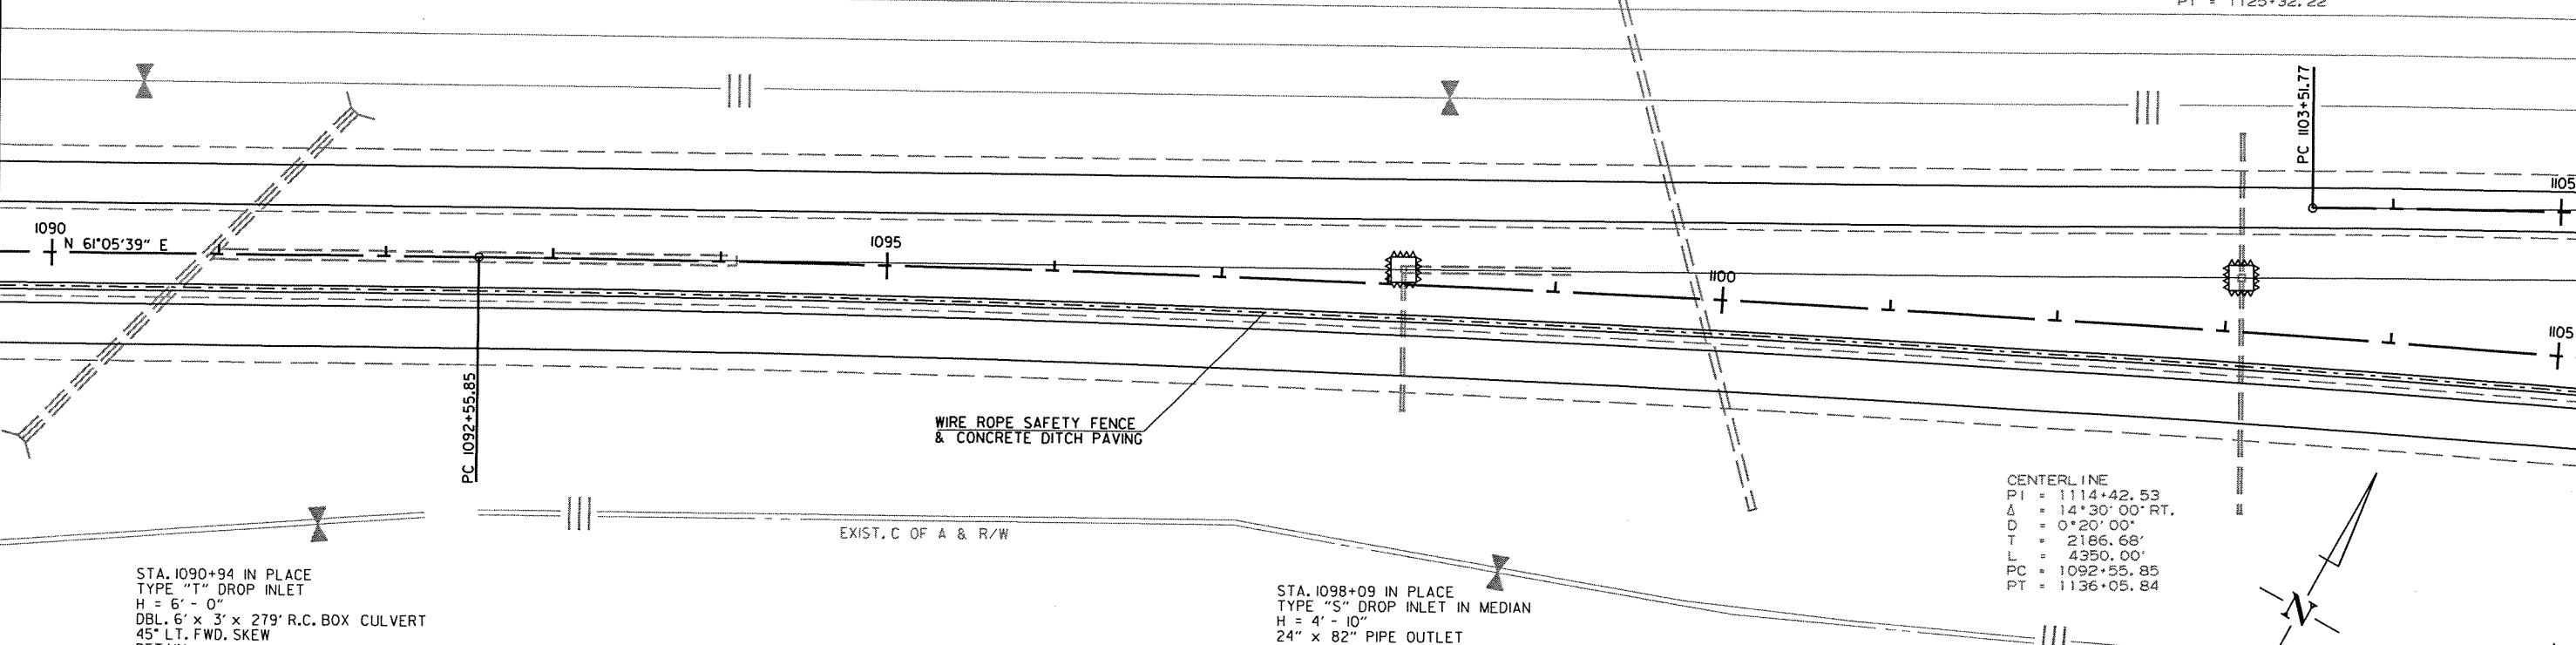 PT = 1125+32.22
PC 1103+51.77
1105
1090
N 61°05'39" E
1095
1100
1105
PC 1092+55.85
WIRE ROPE SAFETY FENCE
& CONCRETE DITCH PAVING
EXIST. C OF A & R/W
CENTERLINE
PI = 1114+42.53
Δ = 14°30'00" RT.
D = 0°20'00"
T = 2186.68'
L = 4350.00'
PC = 1092+55.85
PT = 1136+05.84
N
STA. 1090+94 IN PLACE
TYPE "T" DROP INLET
H = 6' - 0"
DBL. 6' x 3' x 279' R.C. BOX CULVERT
45° LT. FWD. SKEW
STA. 1098+09 IN PLACE
TYPE "S" DROP INLET IN MEDIAN
H = 4' - 10"
24" x 82" PIPE OUTLET